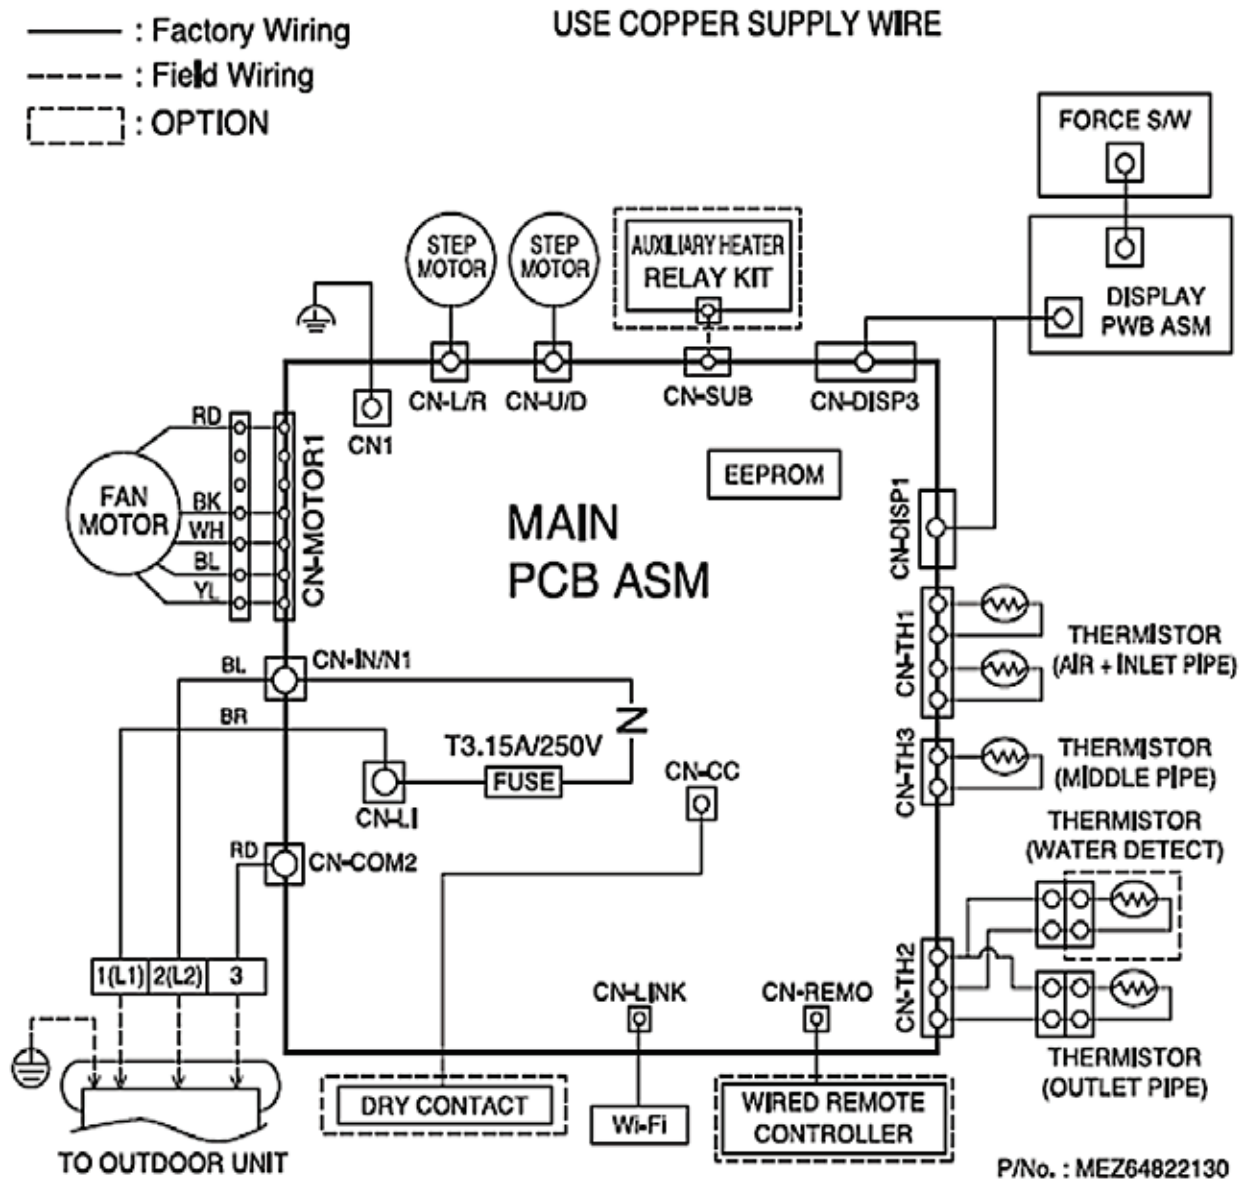 : Factory Wiring
: Field Wiring
: OPTION
USE COPPER SUPPLY WIRE
FORCE S/W
DISPLAY
PWB ASM
STEP
MOTOR
STEP
MOTOR
AUXILIARY HEATER
RELAY KIT
CN-L/R
CN-U/D
CN-SUB
CN-DISP3
CN1
RD
BK
WH
BL
YL
FAN
MOTOR
CN-MOTOR1
EEPROM
MAIN
PCB ASM
CN-DISP1
CN-TH1
THERMISTOR
(AIR + INLET PIPE)
BL
CN-IN/N1
BR
T3.15A/250V
FUSE
CN-LI
CN-CC
CN-TH3
THERMISTOR
(MIDDLE PIPE)
THERMISTOR
(WATER DETECT)
RD
CN-COM2
CN-TH2
1(L1)
2(L2)
3
CN-LINK
CN-REMO
THERMISTOR
(OUTLET PIPE)
DRY CONTACT
Wi-Fi
WIRED REMOTE
CONTROLLER
TO OUTDOOR UNIT
P/No. : MEZ64822130